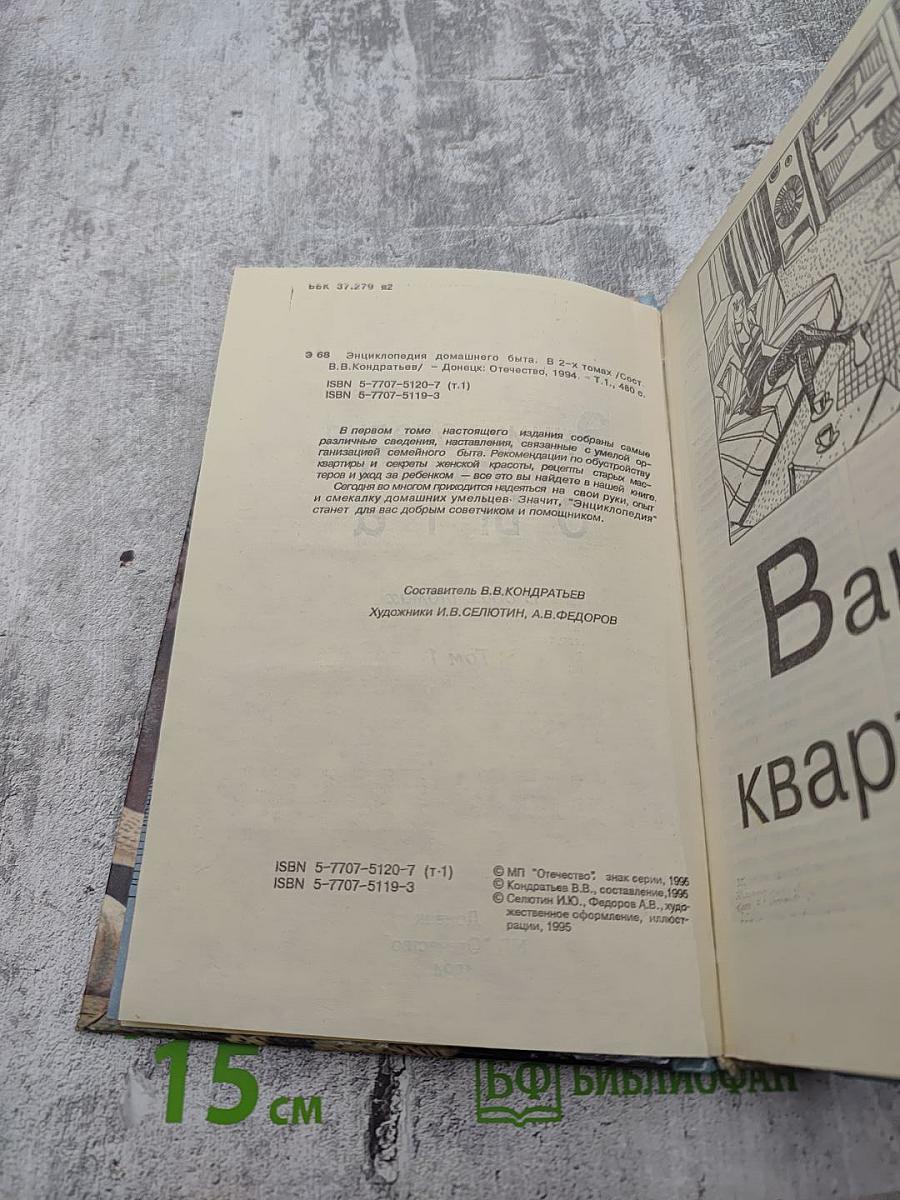 ББК 37.279 я2
Э 68 Энциклопедия домашнего быта. В 2-х томах /Сост.
В.В.Кондратьев/ – Донецк: Отечество, 1994. – Т.1., 480 с.
ISBN 5-7707-5120-7 (т.1)
ISBN 5-7707-5119-3
В первом томе настоящего издания собраны самые
различные сведения, наставления, связанные с умелой ор-
ганизацией семейного быта. Рекомендации по обустройству
квартиры и секреты женской красоты, рецепты старых мас-
теров и уход за ребенком — все это вы найдете в нашей книге.
Сегодня во многом приходится надеяться на свои руки, опыт
и смекалку домашних умельцев. Значит, "Энциклопедия"
станет для вас добрым советчиком и помощником.
Составитель В.В.КОНДРАТЬЕВ
Художники И.В.СЕЛЮТИН, А.В.ФЕДОРОВ
ISBN 5-7707-5120-7 (т.1)
ISBN 5-7707-5119-3
© МП "Отечество", знак серии, 1995
© Кондратьев В.В., составление,1995
© Селютин И.Ю., Федоров А.В., худо-
жественное оформление, иллюст-
рации, 1995
Ва
квар
15 см
БФ БИБЛИОФАН